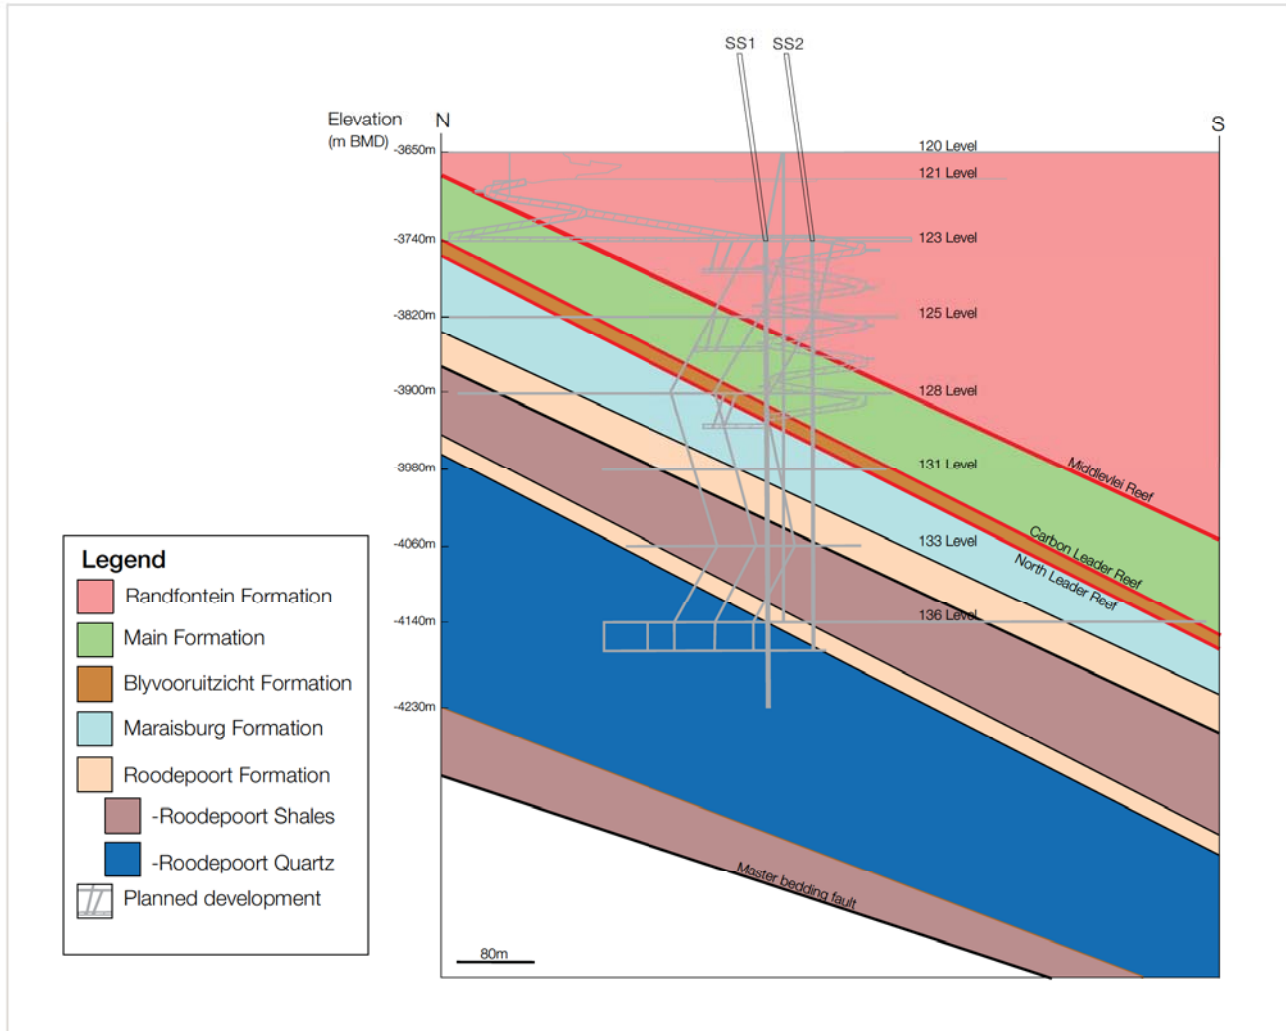 SS1 SS2
Elevation
(m BMD)
N
S
-3650m
120 Level
121 Level
-3740m
123 Level
-3820m
125 Level
-3900m
128 Level
-3980m
131 Level
Middlevlei Reef
-4060m
133 Level
Carbon Leader Reef
North Leader Reef
-4140m
136 Level
-4230m
Master bedding fault
80m
Legend
Randfontein Formation
Main Formation
Blyvooruitzicht Formation
Maraisburg Formation
Roodepoort Formation
-Roodepoort Shales
-Roodepoort Quartz
Planned development